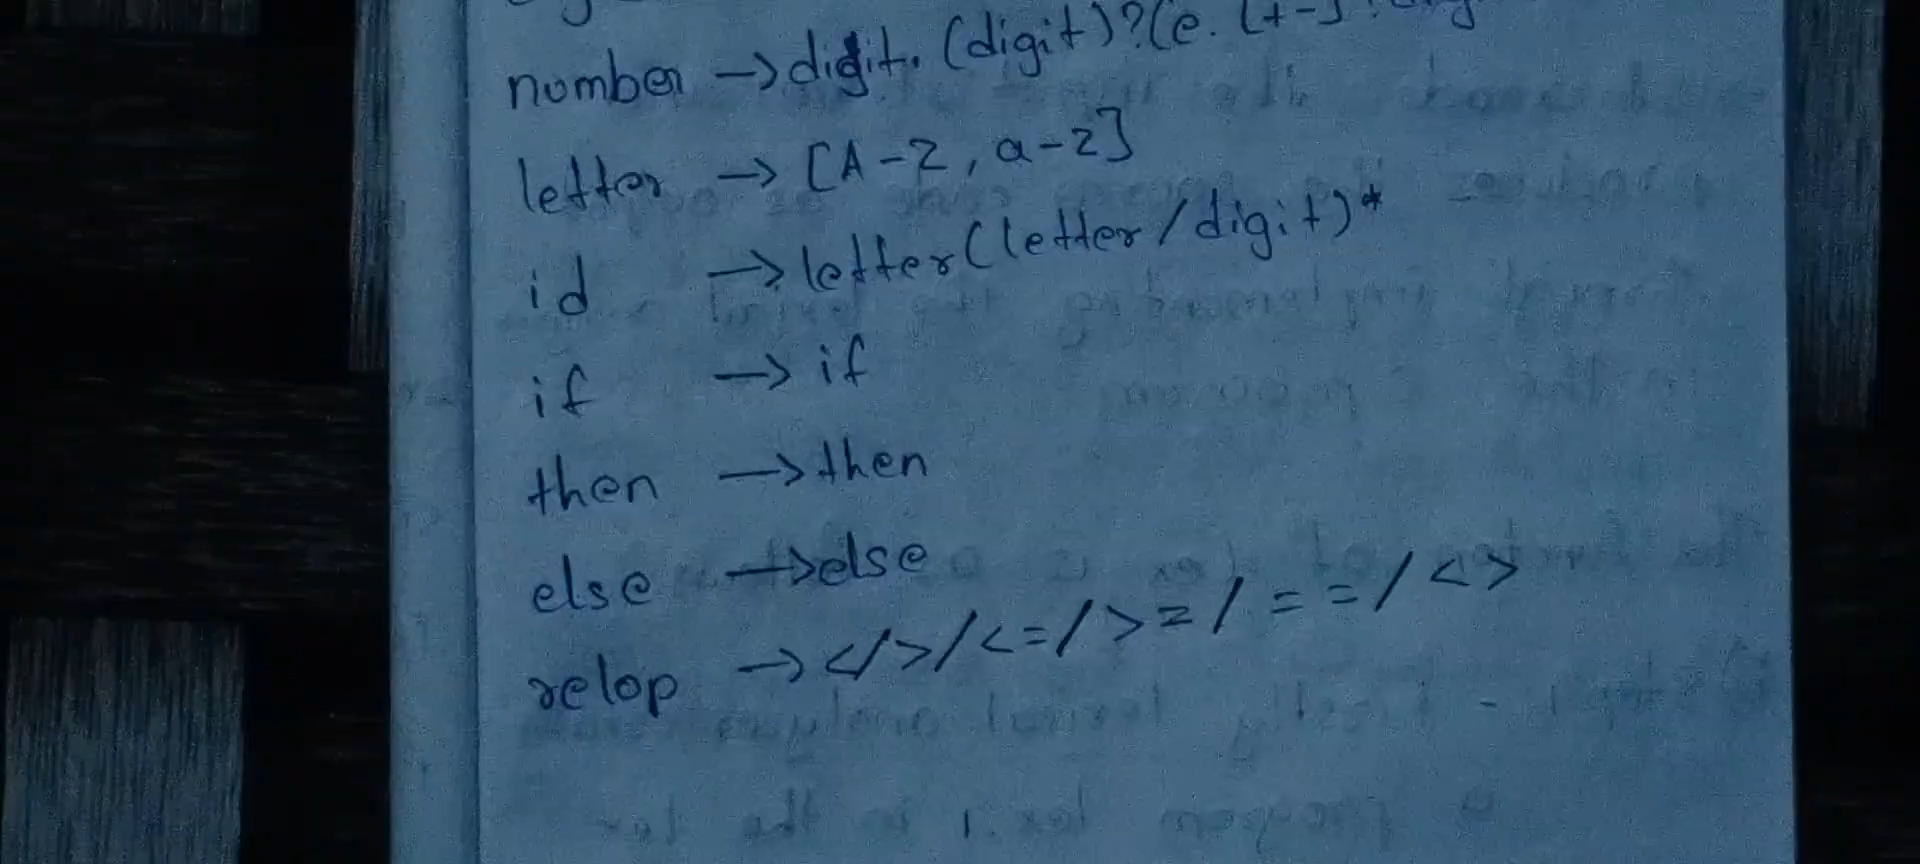 number → digit. (digit)?(e. [+-]?
letter → [A-Z, a-z]
id → letter(letter/digit)*
if → if
then → then
else → else
relop → </>/<=/>=/==/<>